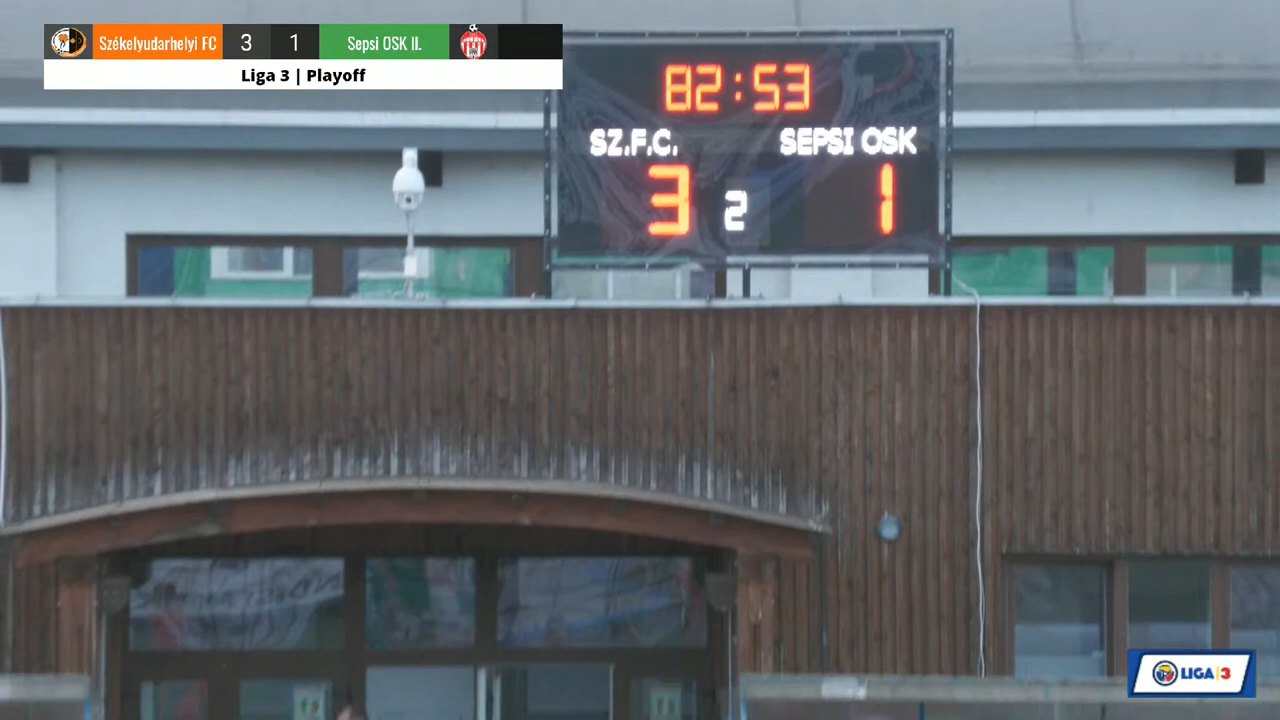 Székelyudarhelyi FC 3 1 Sepsi OSK II.
Liga 3 | Playoff
82:53
SZ.F.C. SEPSI OSK
3 2 1
LIGA 3